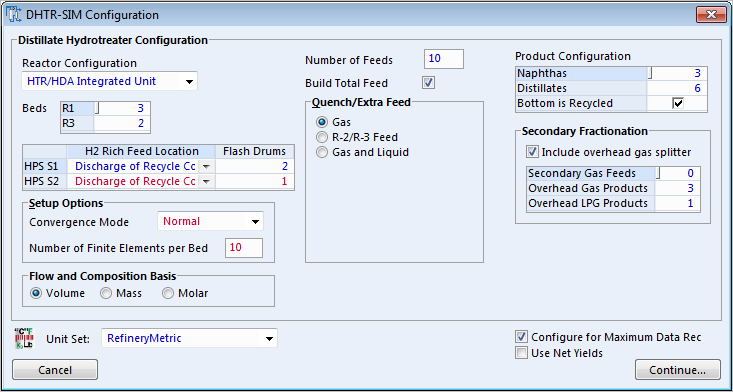 DHTR-SIM Configuration
Distillate Hydrotreater Configuration
Reactor Configuration
HTR/HDA Integrated Unit
Beds
R1 3
R3 2
H2 Rich Feed Location Flash Drums
HPS S1 Discharge of Recycle Cc 2
HPS S2 Discharge of Recycle Cc 1
Setup Options
Convergence Mode Normal
Number of Finite Elements per Bed 10
Flow and Composition Basis
Volume Mass Molar
Number of Feeds 10
Build Total Feed
Quench/Extra Feed
Gas
R-2/R-3 Feed
Gas and Liquid
Product Configuration
Naphthas 3
Distillates 6
Bottom is Recycled
Secondary Fractionation
Include overhead gas splitter
Secondary Gas Feeds 0
Overhead Gas Products 3
Overhead LPG Products 1
Unit Set: RefineryMetric
Configure for Maximum Data Rec
Use Net Yields
Cancel
Continue...